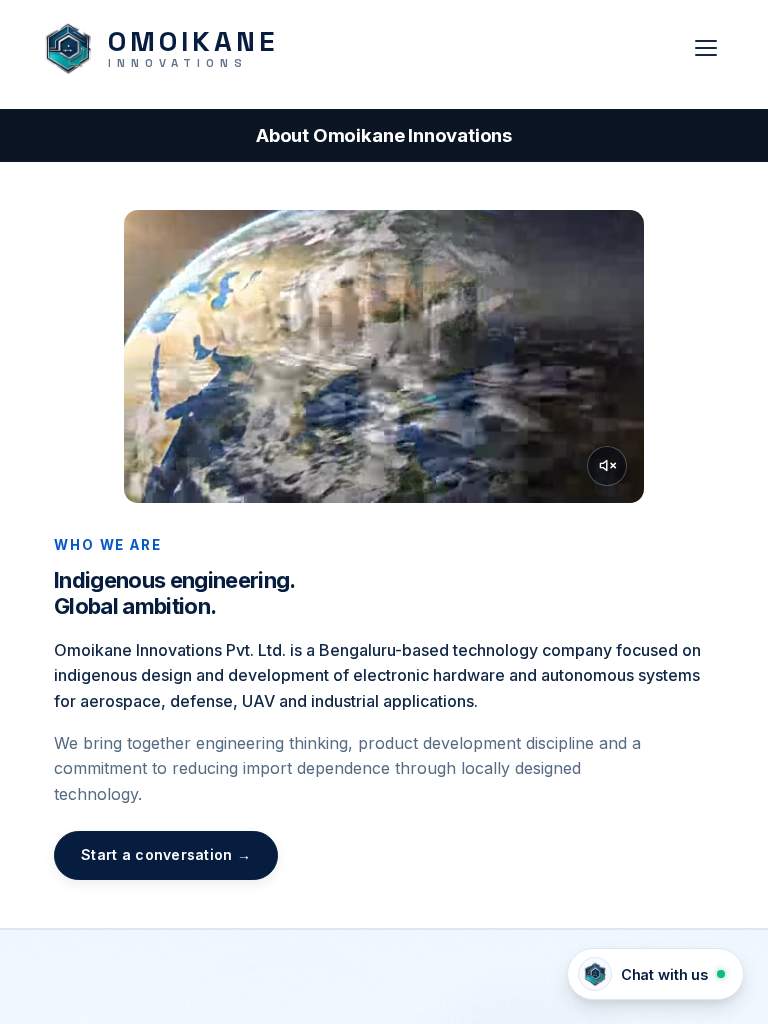 OMOIKANE
INNOVATIONS
About Omoikane Innovations
WHO WE ARE
Indigenous engineering.
Global ambition.
Omoikane Innovations Pvt. Ltd. is a Bengaluru-based technology company focused on
indigenous design and development of electronic hardware and autonomous systems
for aerospace, defense, UAV and industrial applications.
We bring together engineering thinking, product development discipline and a
commitment to reducing import dependence through locally designed
technology.
Start a conversation →
Chat with us